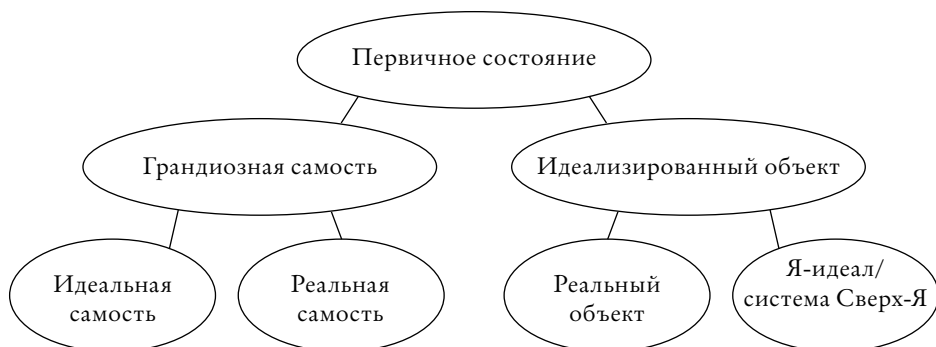 Первичное состояние
Грандиозная самость
Идеализированный объект
Идеальная
самость
Реальная
самость
Реальный
объект
Я-идеал/
система Сверх-Я